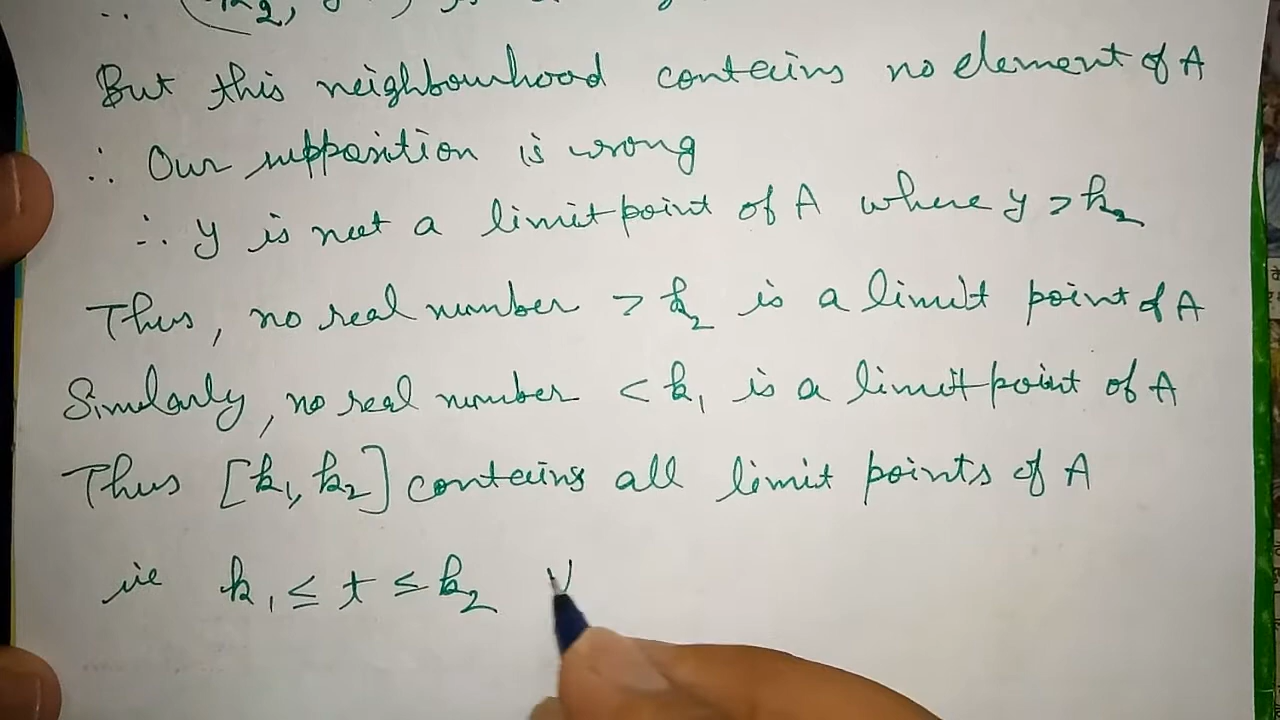 But this neighbourhood contains no element of A
∴ Our supposition is wrong
∴ y is not a limit point of A where y > k₂
Thus, no real number > k₂ is a limit point of A
Similarly, no real number < k₁ is a limit point of A
Thus [k₁, k₂] contains all limit points of A
ie k₁ ≤ t ≤ k₂